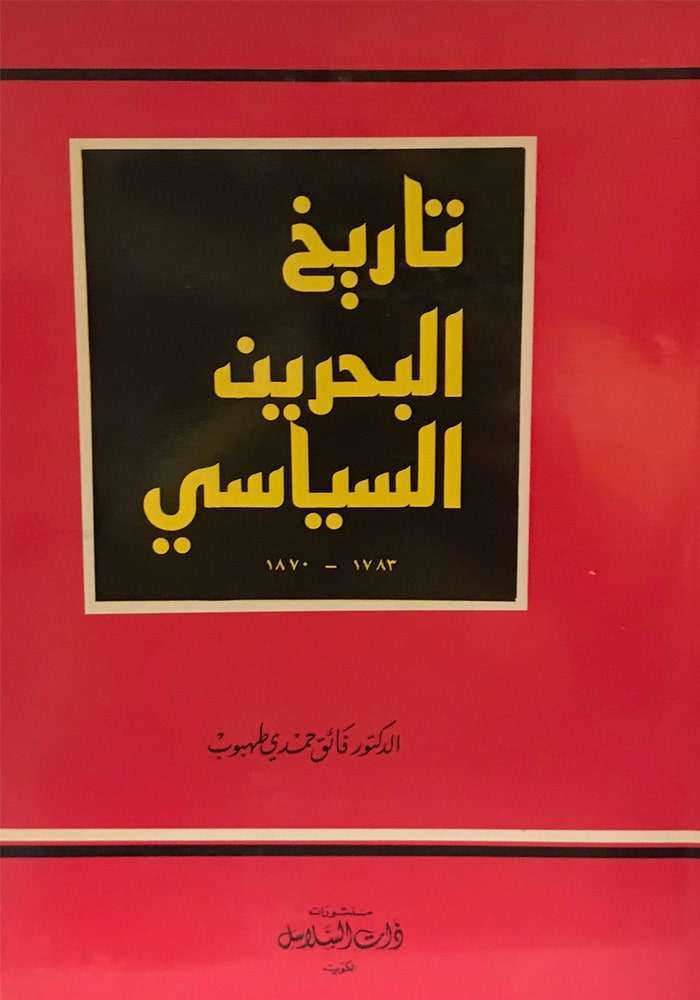 تاريخ
البحرين
السياسي
١٧٨٣ - ١٨٧٠
الدكتور فائق حمدي طهبوب
منشورات
ذات السلاسل
الكويت